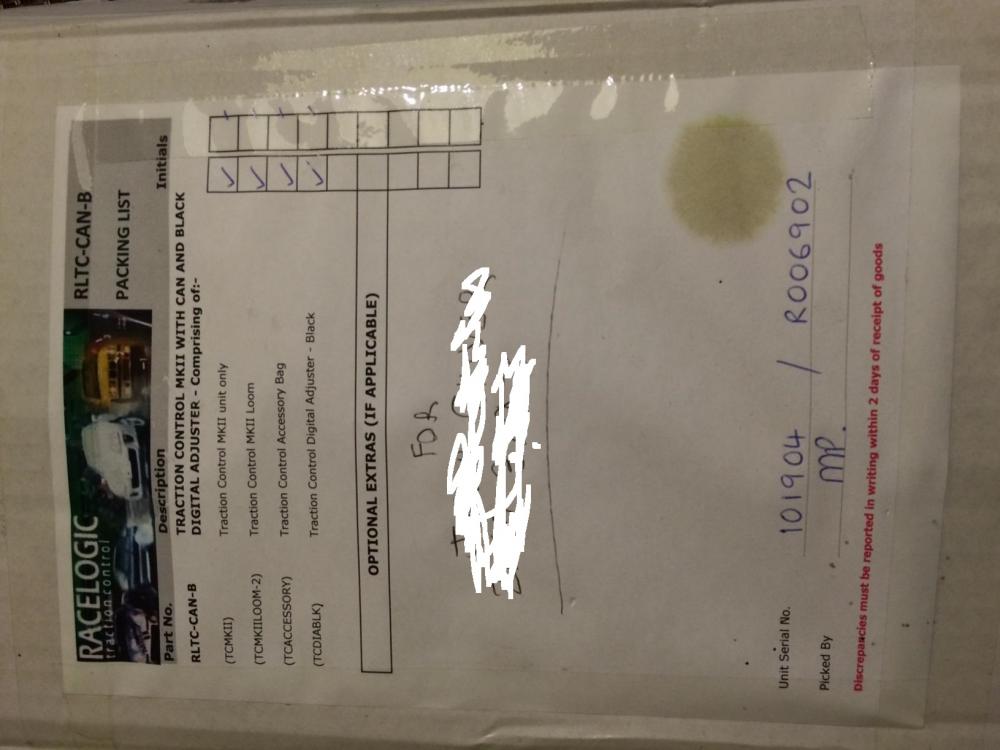 RACELOGIC
traction control
RLTC-CAN-B
PACKING LIST
Part No. Description Initials
RLTC-CAN-B TRACTION CONTROL MKII WITH CAN AND BLACK
DIGITAL ADJUSTER - Comprising of:-
(TCMKII) Traction Control MKII unit only ✓
(TCMKIILOOM-2) Traction Control MKII Loom ✓
(TCACCESSORY) Traction Control Accessory Bag ✓
(TCDIABLK) Traction Control Digital Adjuster - Black ✓
OPTIONAL EXTRAS (IF APPLICABLE)
FOR
Unit Serial No. 101904 / R006902
Picked By MP.
Discrepancies must be reported in writing within 2 days of receipt of goods